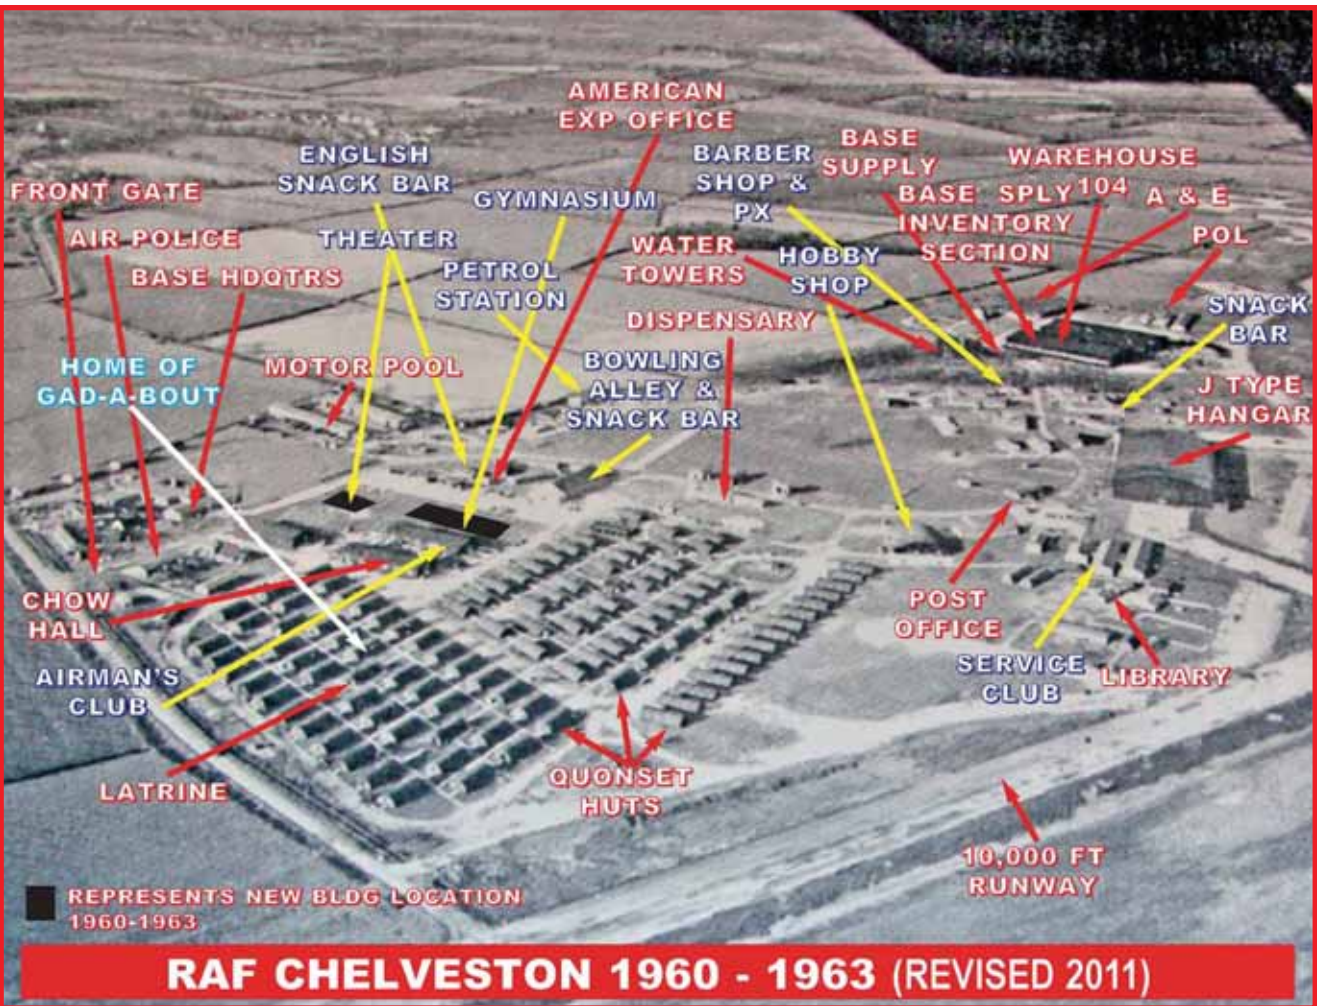 AMERICAN
EXP OFFICE
ENGLISH
SNACK BAR
BARBER
SHOP &
PX
BASE
SUPPLY
WAREHOUSE
104
FRONT GATE
GYMNASIUM
BASE
INVENTORY
SECTION
SPLY
A & E
AIR POLICE
THEATER
WATER
TOWERS
HOBBY
SHOP
POL
BASE HDQTRS
PETROL
STATION
DISPENSARY
SNACK
BAR
HOME OF
GAD-A-BOUT
MOTOR POOL
BOWLING
ALLEY &
SNACK BAR
J TYPE
HANGAR
CHOW
HALL
POST
OFFICE
AIRMAN'S
CLUB
SERVICE
CLUB
LIBRARY
LATRINE
QUONSET
HUTS
10,000 FT
RUNWAY
REPRESENTS NEW BLDG LOCATION
1960-1963
RAF CHELVESTON 1960 - 1963 (REVISED 2011)